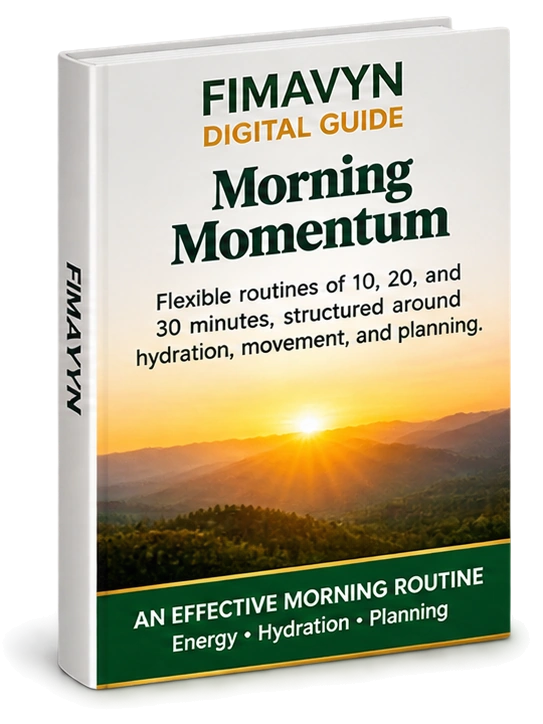 FIMAVYN
DIGITAL GUIDE
Morning
Momentum
Flexible routines of 10, 20, and
30 minutes, structured around
hydration, movement, and planning.
AN EFFECTIVE MORNING ROUTINE
Energy • Hydration • Planning
FIMAVYN